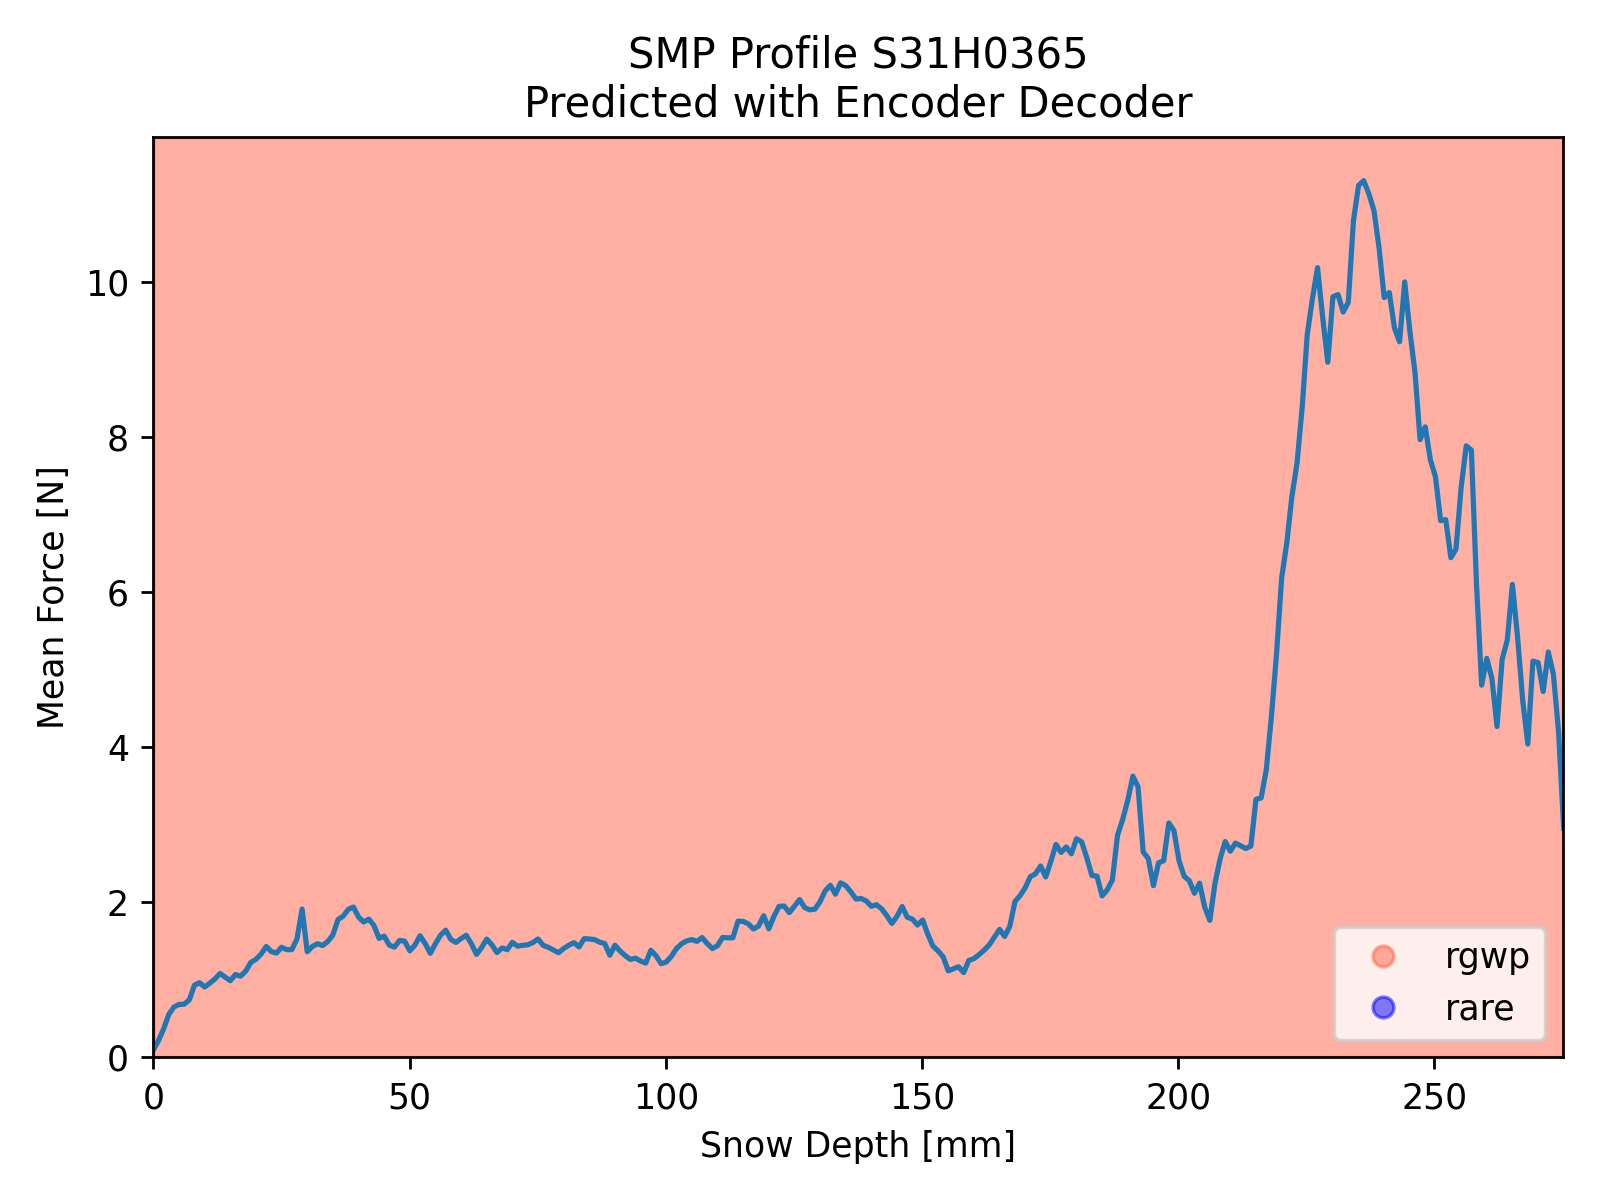 SMP Profile S31H0365
Predicted with Encoder Decoder
Mean Force [N]
10
8
6
4
2
0
rgwp
rare
0 50 100 150 200 250
Snow Depth [mm]